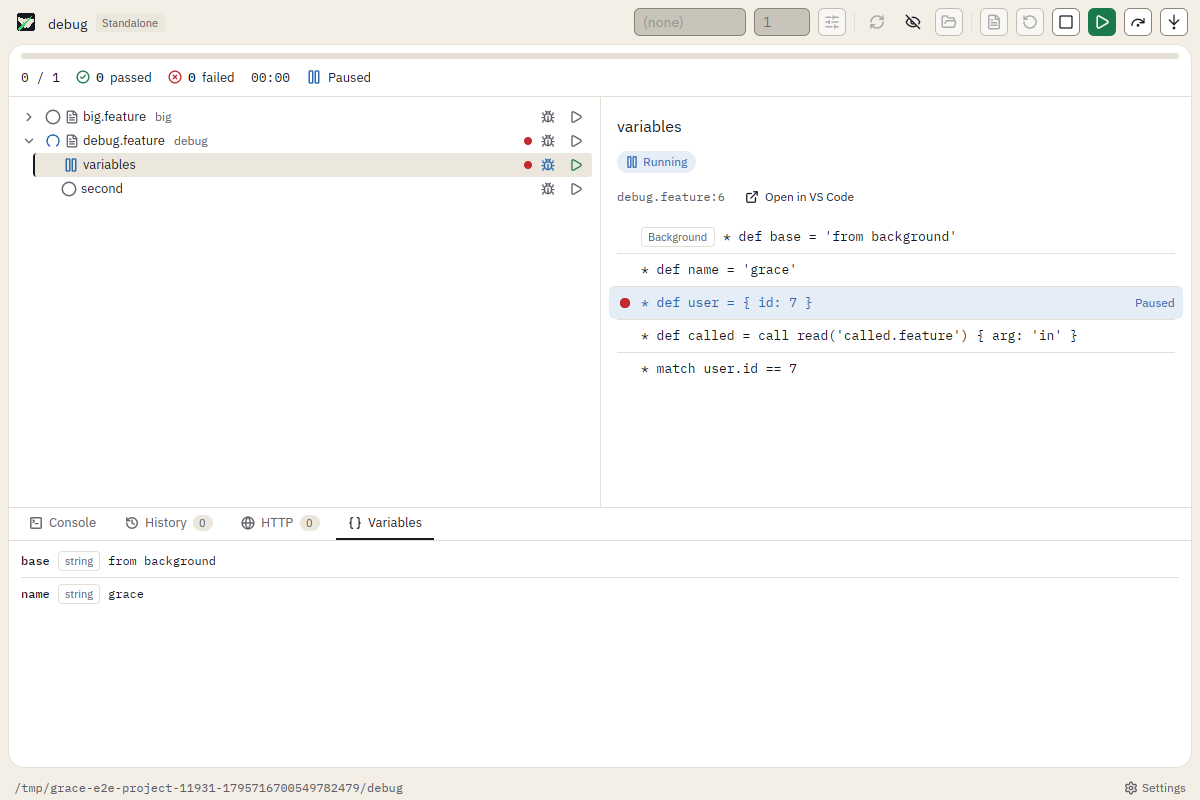 debug Standalone (none) 1
0 / 1 0 passed 0 failed 00:00 Paused
big.feature big
debug.feature debug
variables
second
variables
Running
debug.feature:6 Open in VS Code
Background * def base = 'from background'
* def name = 'grace'
* def user = { id: 7 } Paused
* def called = call read('called.feature') { arg: 'in' }
* match user.id == 7
Console History 0 HTTP 0 Variables
base string from background
name string grace
/tmp/grace-e2e-project-11931-1795716700549782479/debug Settings